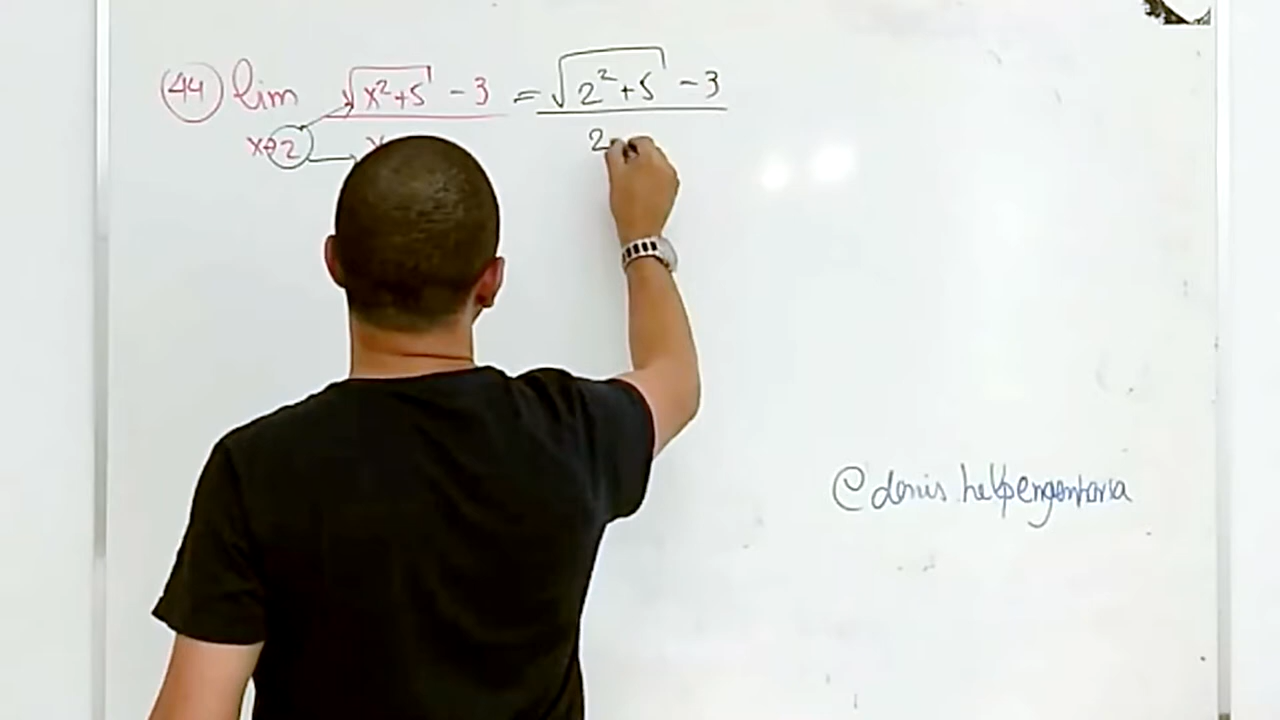 44 lim √x²+5 - 3 = √2²+5 - 3
x→2 x 2
@denis.helpengenharia